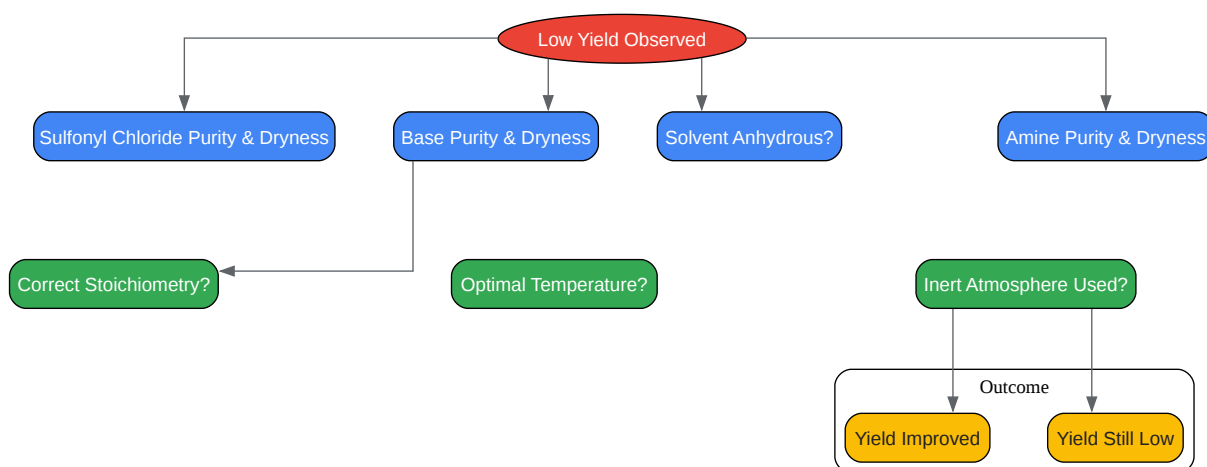 Low Yield Observed
Sulfonyl Chloride Purity & Dryness
Base Purity & Dryness
Solvent Anhydrous?
Amine Purity & Dryness
Correct Stoichiometry?
Optimal Temperature?
Inert Atmosphere Used?
Outcome
Yield Improved
Yield Still Low